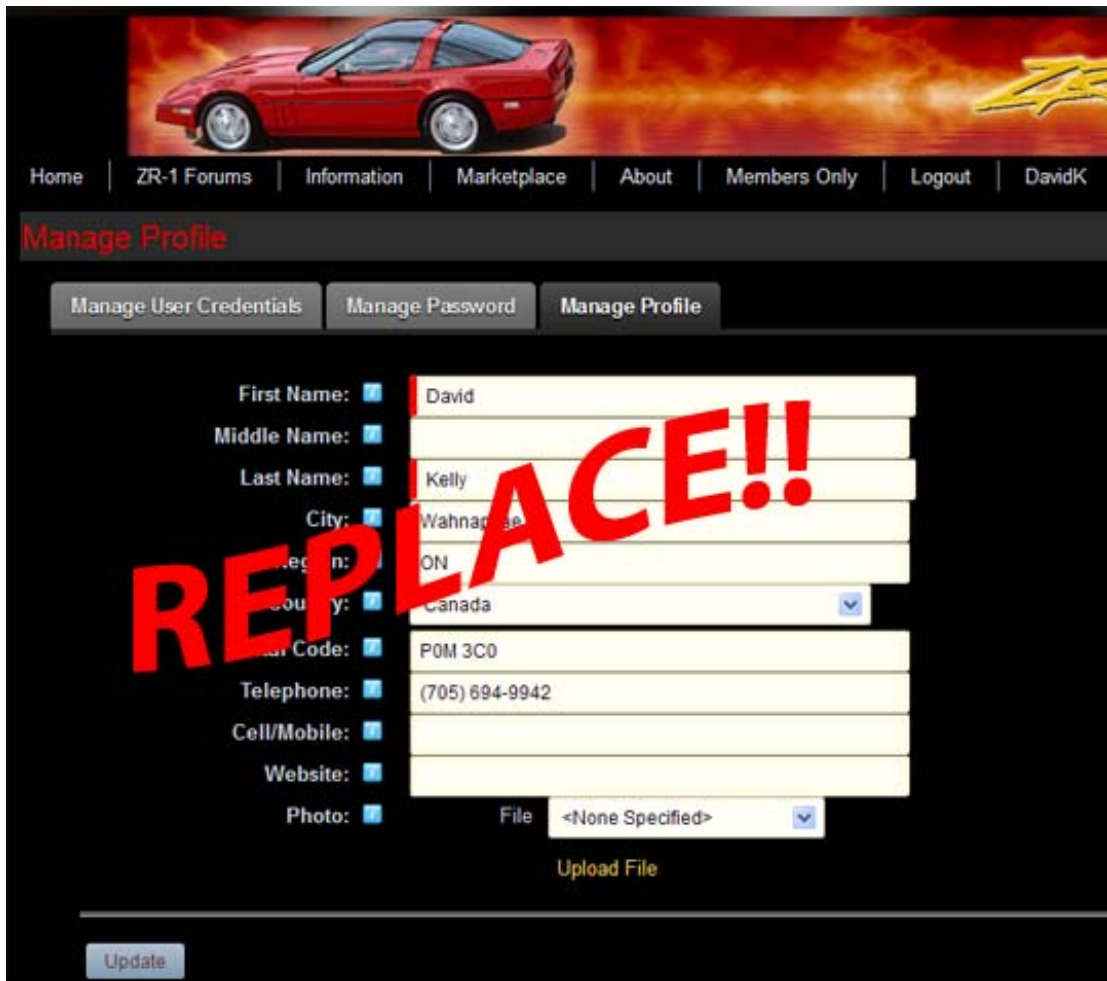 ZR
Home ZR-1 Forums Information Marketplace About Members Only Logout DavidK
Manage Profile
Manage User Credentials Manage Password Manage Profile
First Name: David
Middle Name:
Last Name: Kelly
City:
ON
Canada
Code: P0M 3C0
Telephone: (705) 694-9942
Cell/Mobile:
Website:
Photo: File <None Specified>
Upload File
Update
REPLACE!!